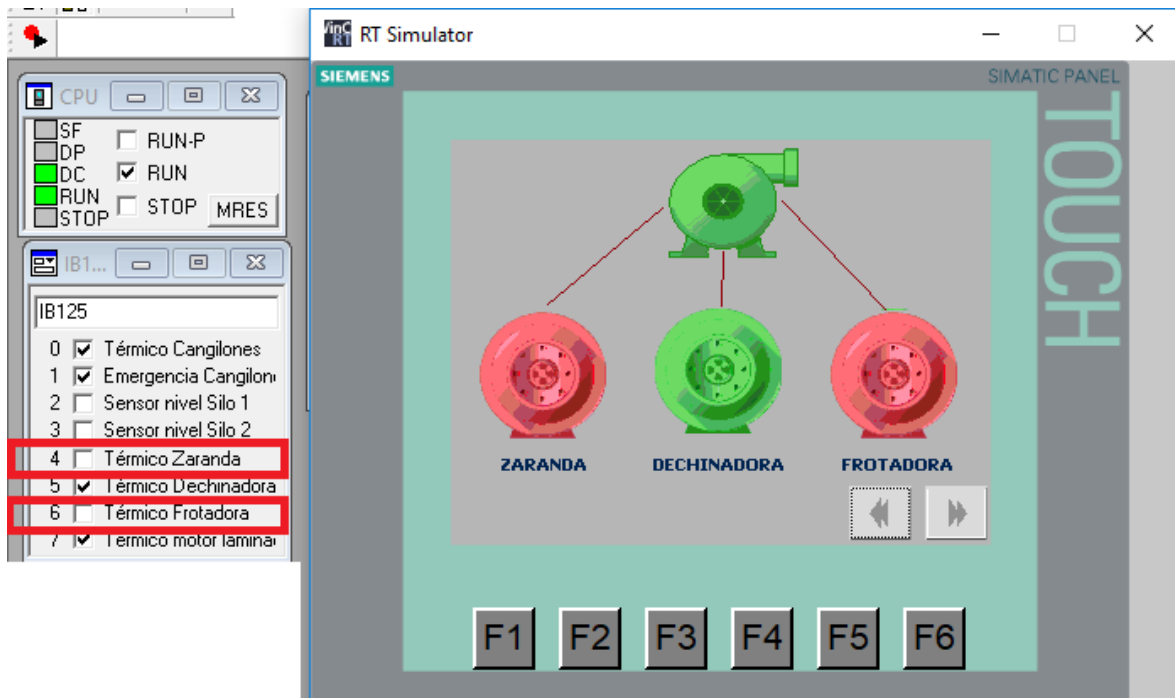 RT Simulator
SIEMENS
SIMATIC PANEL
TOUCH
CPU
SF
DP
DC
RUN
STOP
RUN-P
RUN
STOP
MRES
IB1...
IB125
0 Térmico Cangilones
1 Emergencia Cangilon
2 Sensor nivel Silo 1
3 Sensor nivel Silo 2
4 Térmico Zaranda
5 Térmico Dechinadora
6 Térmico Frotadora
7 Térmico motor lamina
ZARANDA
DECHINADORA
FROTADORA
F1 F2 F3 F4 F5 F6